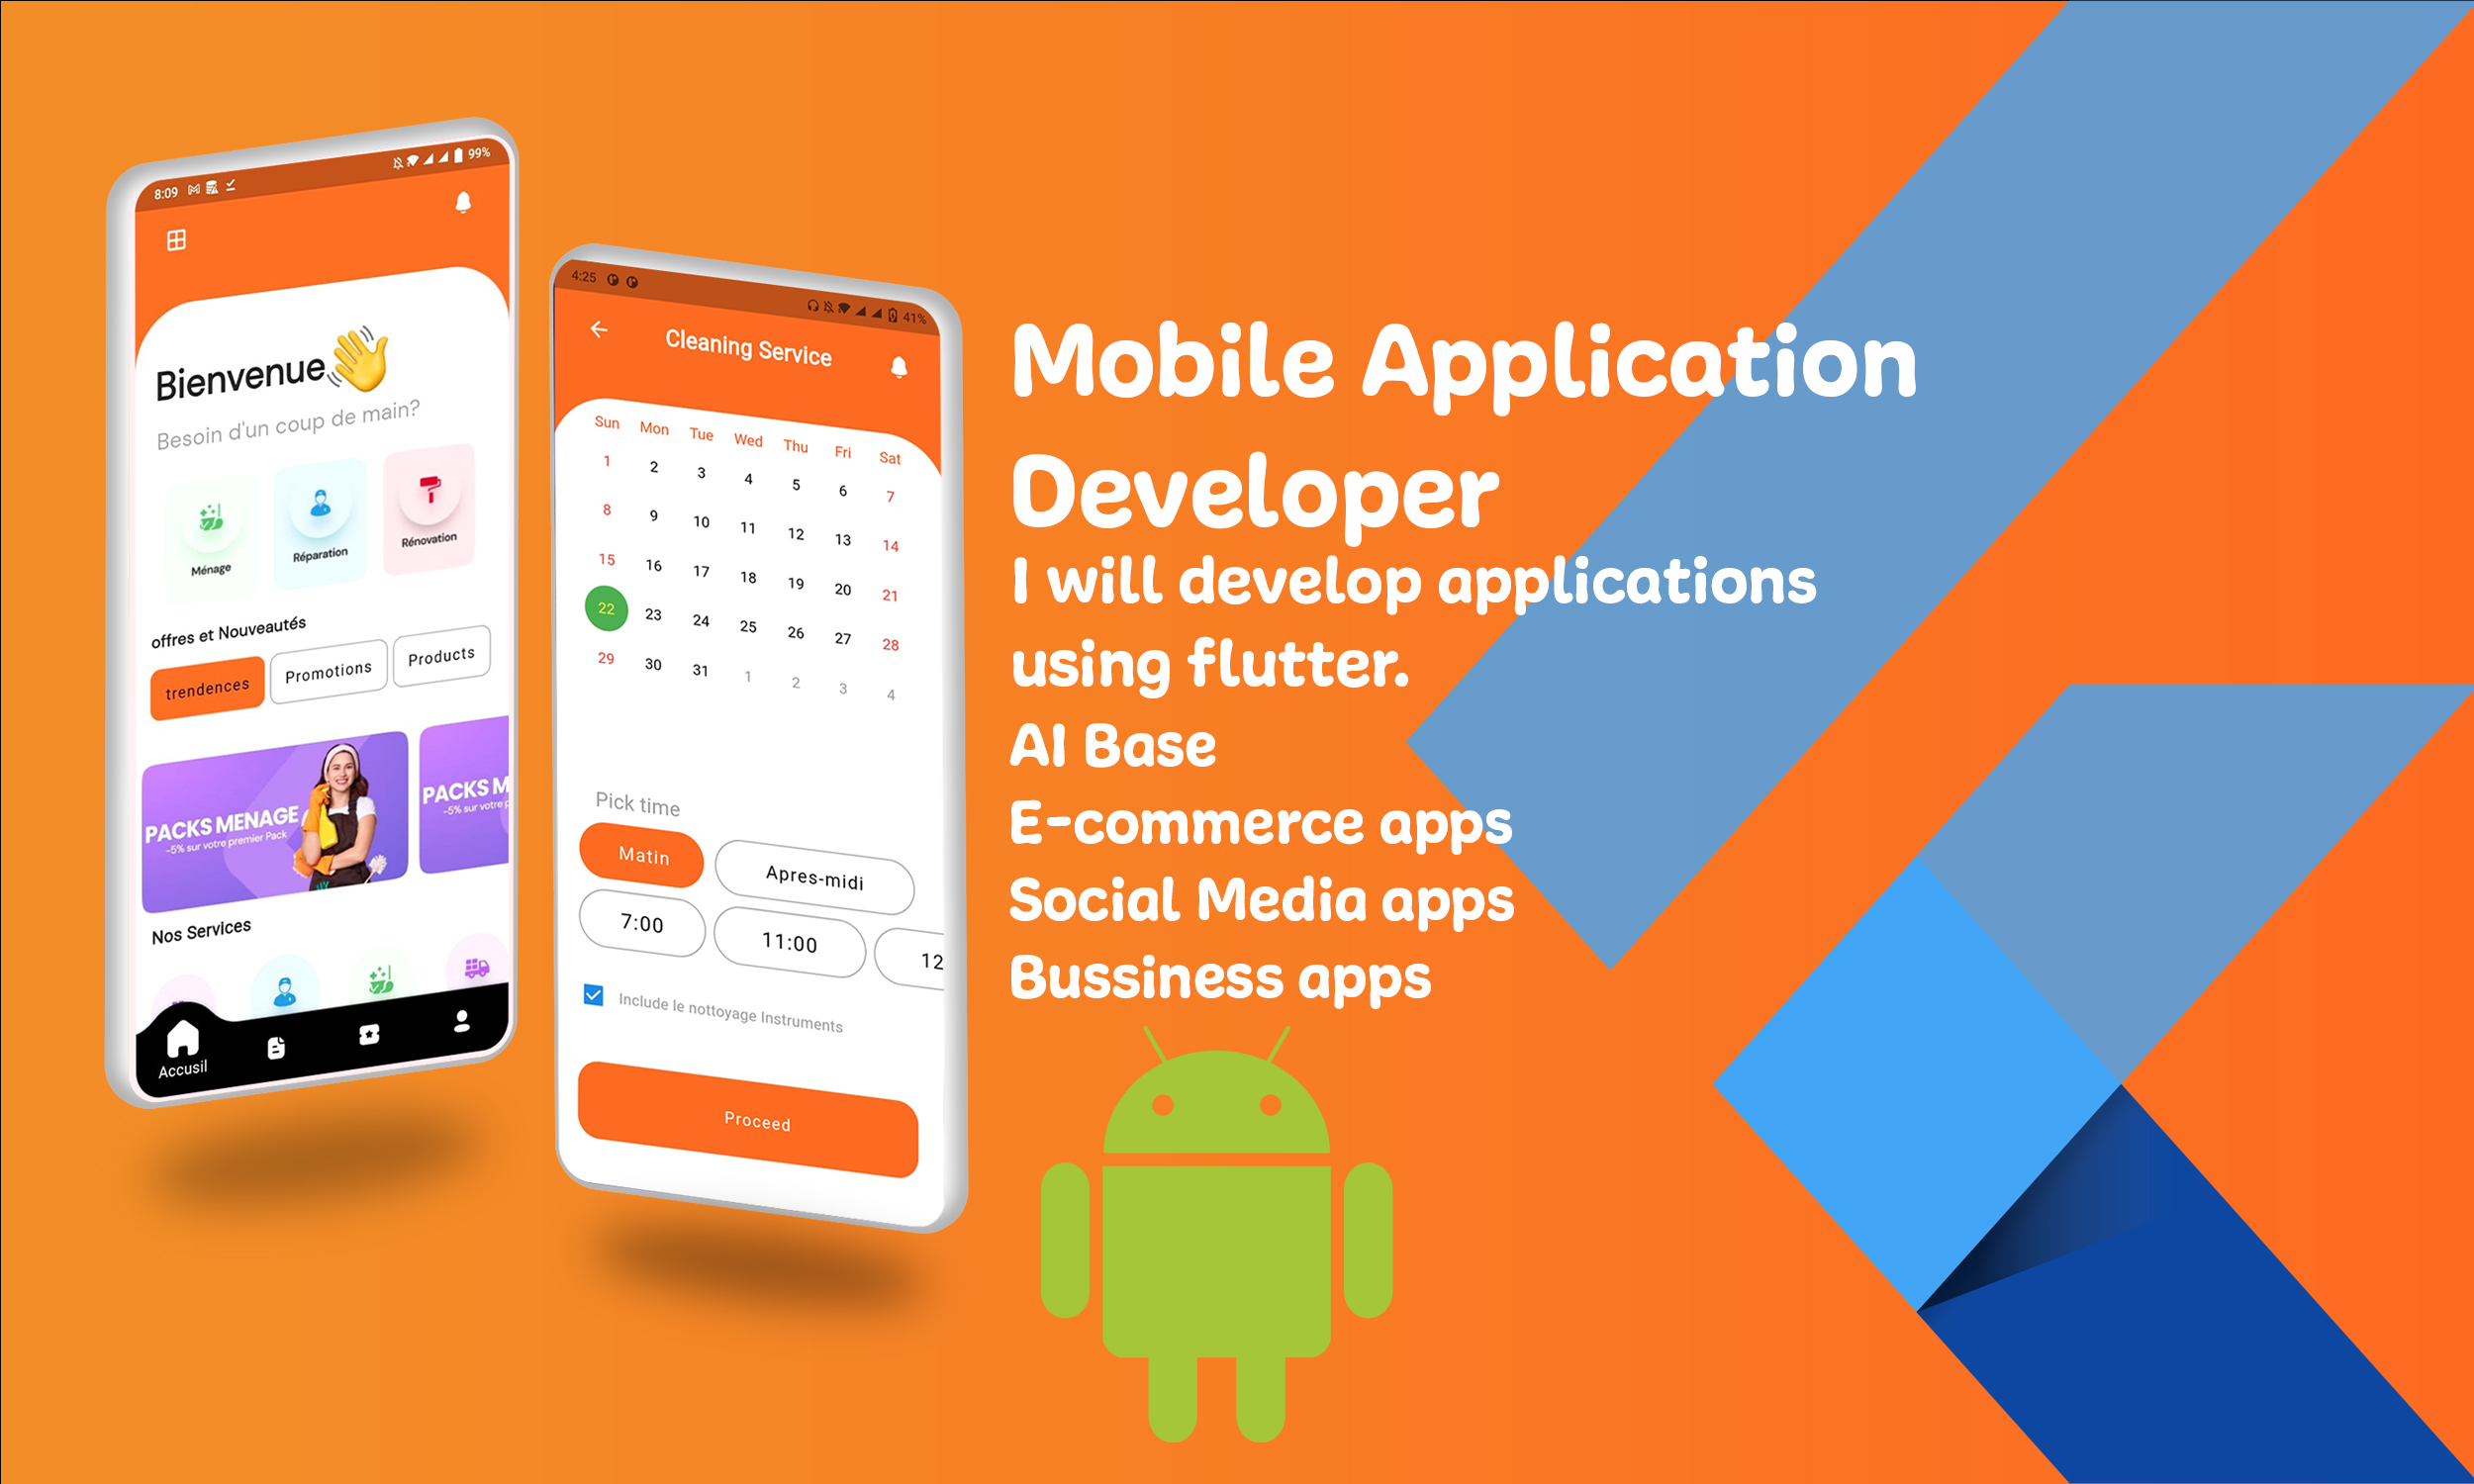 8:09
99%
Bienvenue
Besoin d'un coup de main?
Ménage
Réparation
Rénovation
offres et Nouveautés
trendences
Promotions
Products
PACKS MENAGE
-5% sur votre premier Pack
PACKS M
-5% sur votre p
Nos Services
Accusil
4:25
41%
Cleaning Service
Sun Mon Tue Wed Thu Fri Sat
1 2 3 4 5 6 7
8 9 10 11 12 13 14
15 16 17 18 19 20 21
22 23 24 25 26 27 28
29 30 31 1 2 3 4
Pick time
Matin
Apres-midi
7:00
11:00
12
Include le nottoyage Instruments
Proceed
Mobile Application
Developer
I will develop applications
using flutter.
AI Base
E-commerce apps
Social Media apps
Bussiness apps